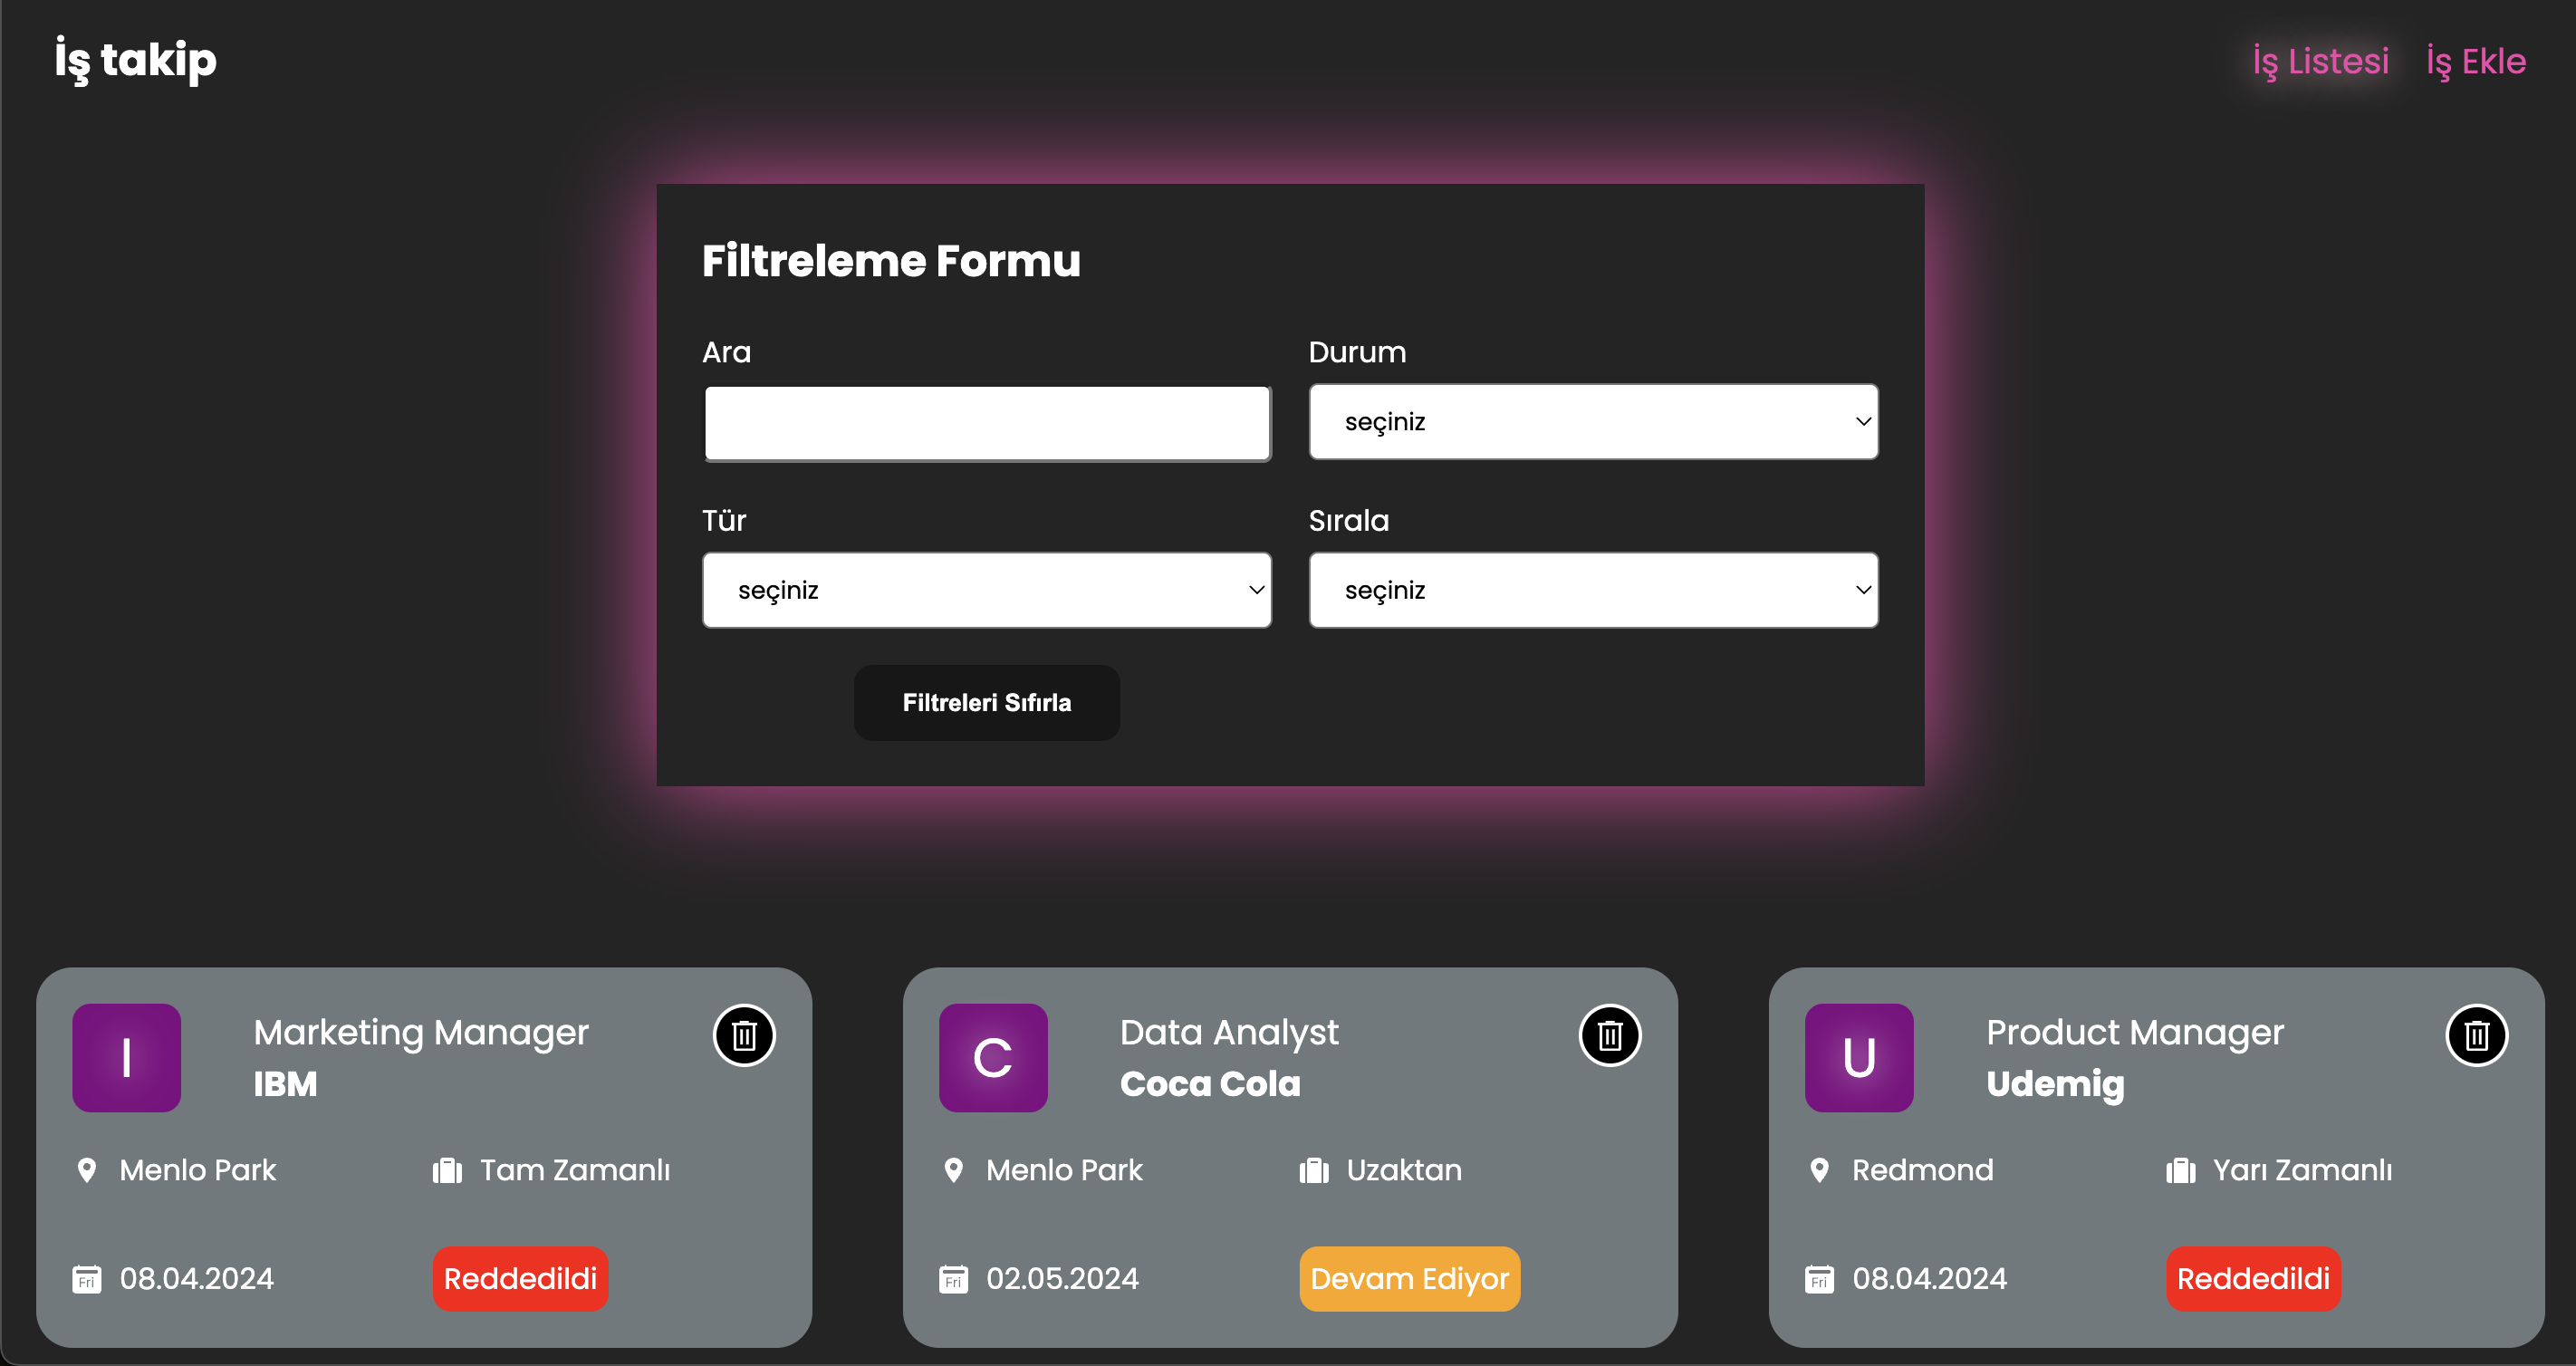 İş takip
İş Listesi İş Ekle
Filtreleme Formu
Ara
Durum
seçiniz
Tür
Sırala
seçiniz
seçiniz
Filtreleri Sıfırla
I
Marketing Manager
IBM
Menlo Park
Tam Zamanlı
Fri
08.04.2024
Reddedildi
C
Data Analyst
Coca Cola
Menlo Park
Uzaktan
Fri
02.05.2024
Devam Ediyor
U
Product Manager
Udemig
Redmond
Yarı Zamanlı
Fri
08.04.2024
Reddedildi